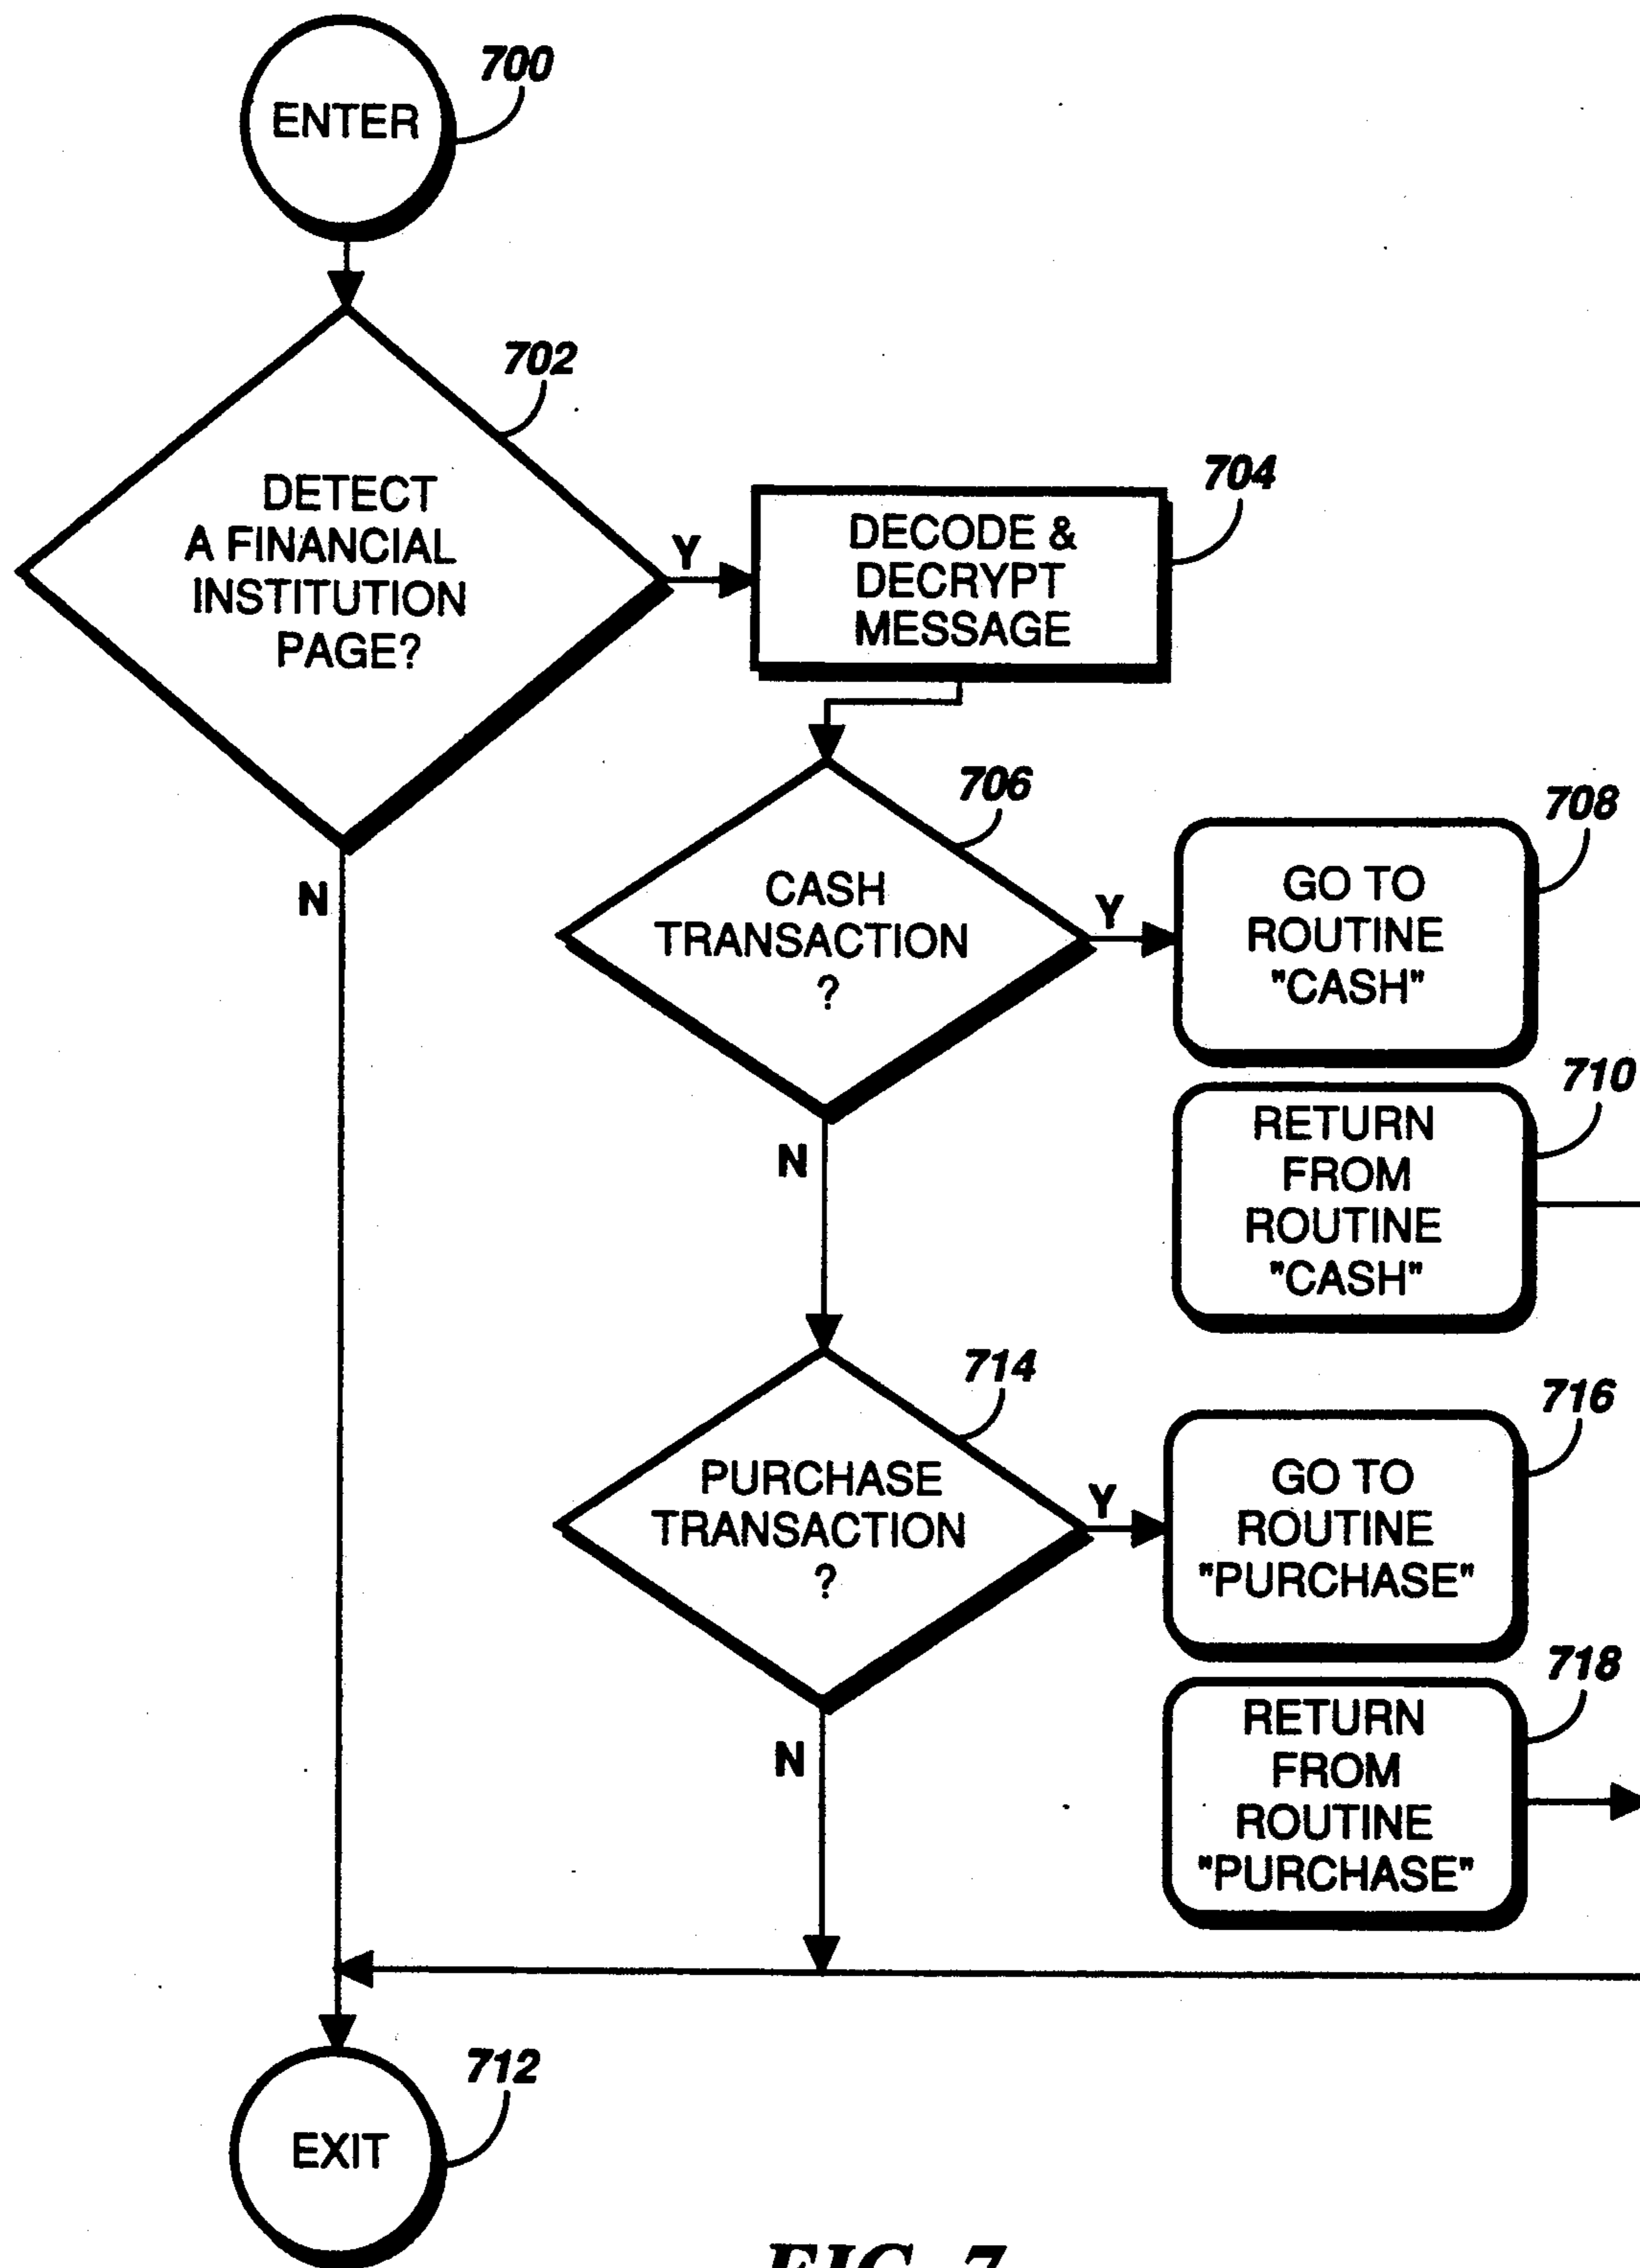 700
ENTER
702
DETECT
A FINANCIAL
INSTITUTION
PAGE?
Y
N
704
DECODE &
DECRYPT
MESSAGE
706
CASH
TRANSACTION
?
Y
N
708
GO TO
ROUTINE
"CASH"
710
RETURN
FROM
ROUTINE
"CASH"
714
PURCHASE
TRANSACTION
?
Y
N
716
GO TO
ROUTINE
"PURCHASE"
718
RETURN
FROM
ROUTINE
"PURCHASE"
712
EXIT
FIG. 7